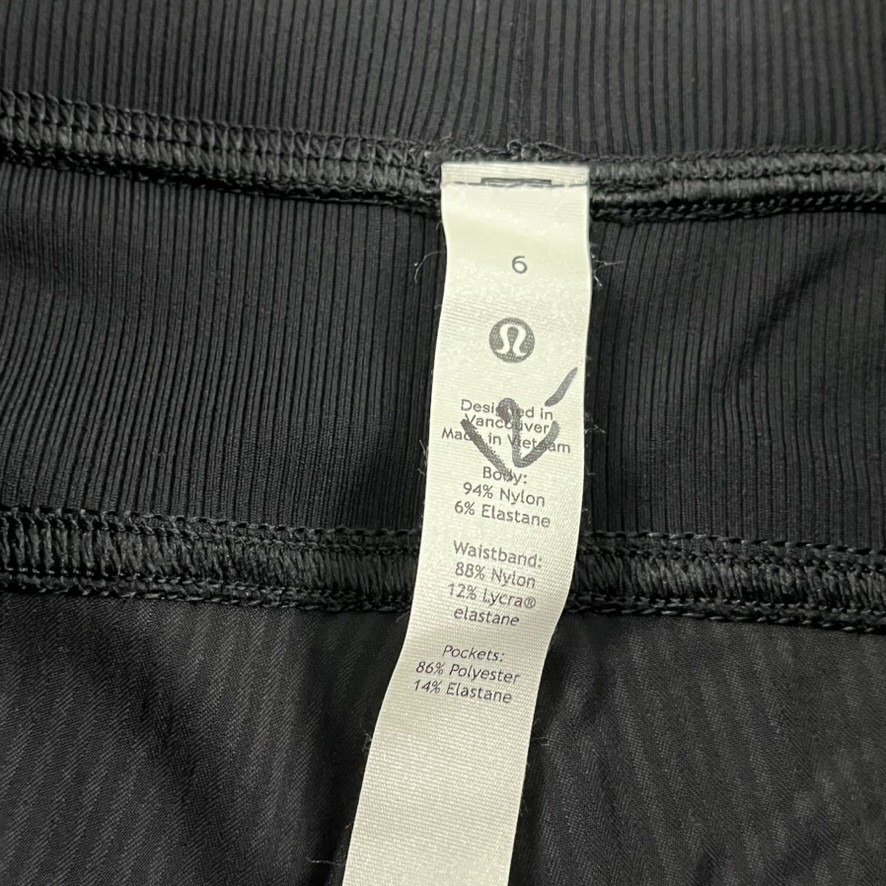 6
Designed in
Vancouver
Made in Vietnam
Body:
94% Nylon
6% Elastane
Waistband:
88% Nylon
12% Lycra®
elastane
Pockets:
86% Polyester
14% Elastane